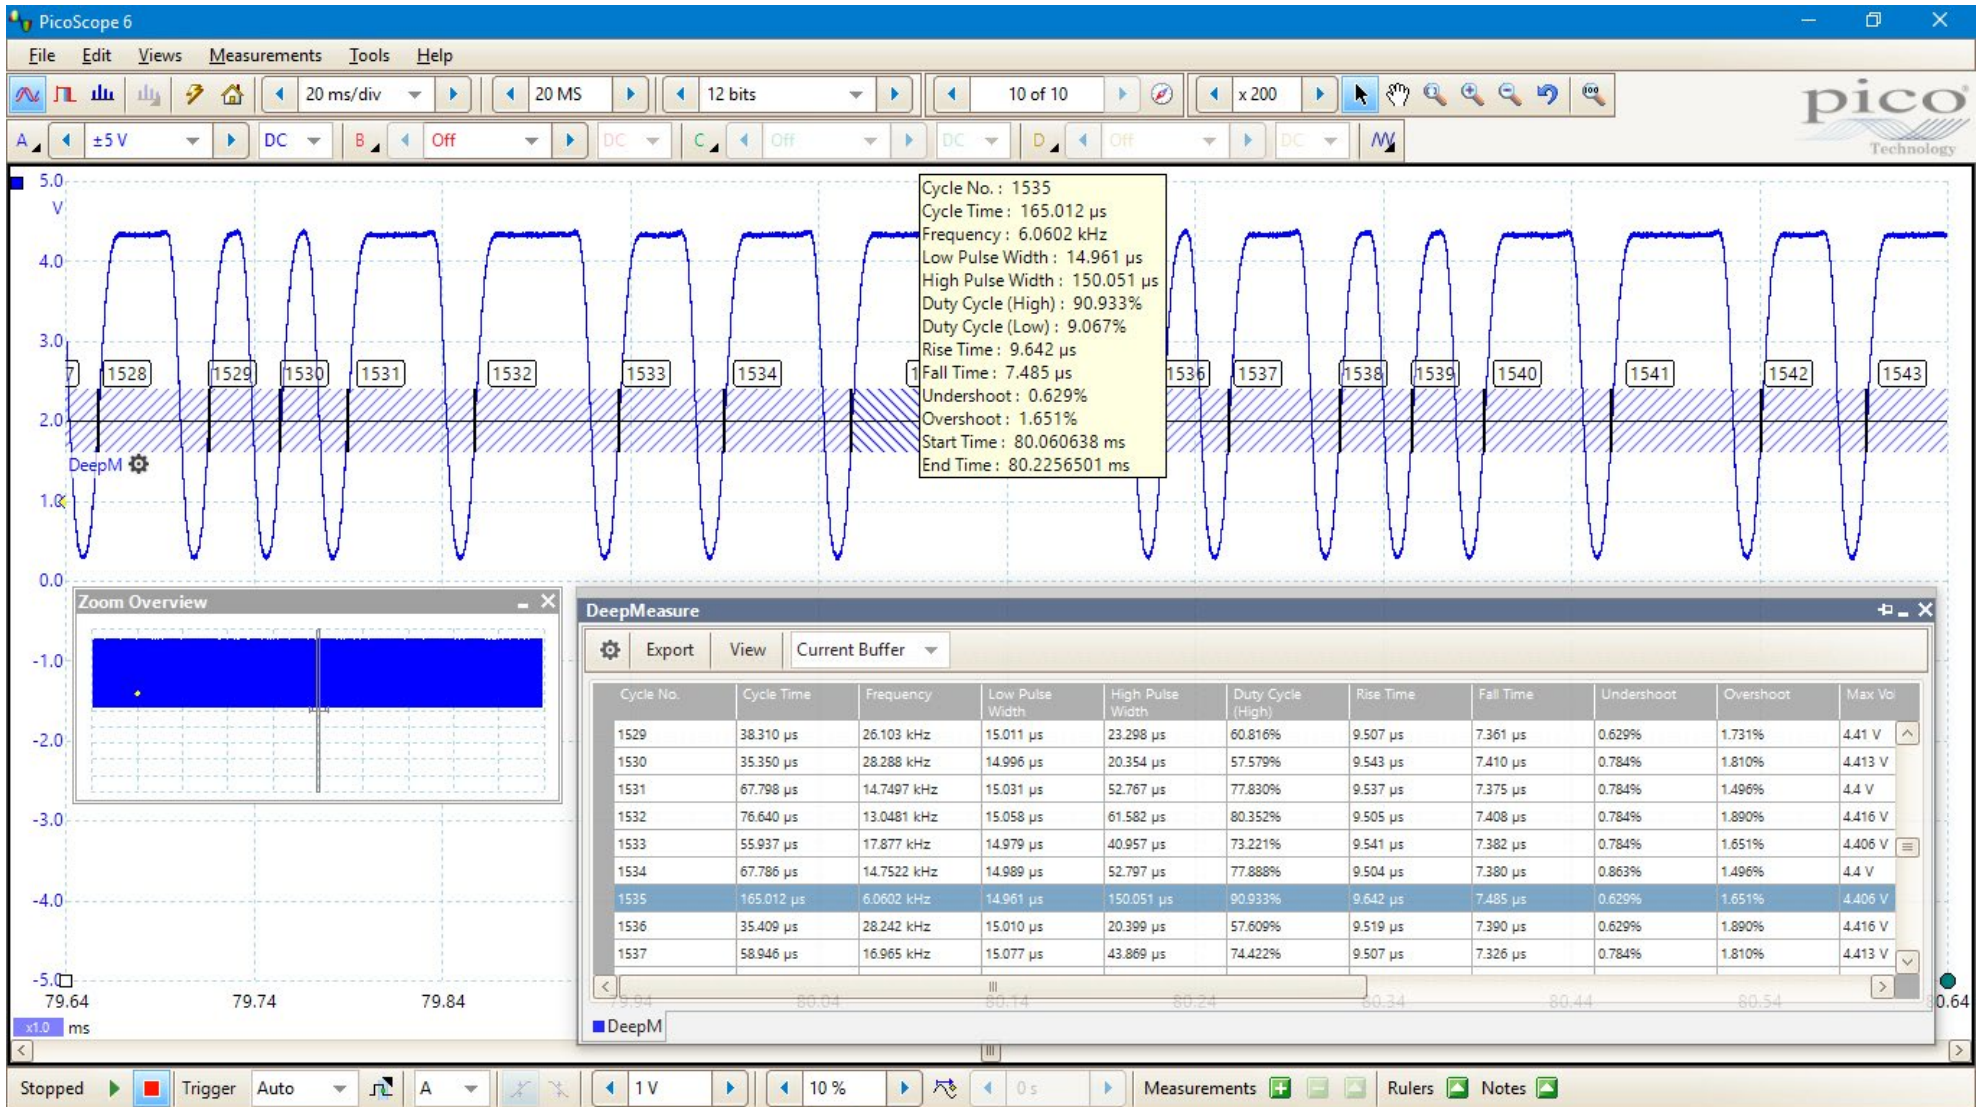 PicoScope 6
File Edit Views Measurements Tools Help
20 ms/div 20 MS 12 bits 10 of 10 x 200
pico
Technology
A ±5 V DC B Off DC C Off DC D Off DC
5.0
V
4.0
3.0
2.0
1.0
0.0
-1.0
-2.0
-3.0
-4.0
-5.0
7 1528 1529 1530 1531 1532 1533 1534 1 1536 1537 1538 1539 1540 1541 1542 1543
DeepM
Cycle No. : 1535
Cycle Time : 165.012 µs
Frequency : 6.0602 kHz
Low Pulse Width : 14.961 µs
High Pulse Width : 150.051 µs
Duty Cycle (High) : 90.933%
Duty Cycle (Low) : 9.067%
Rise Time : 9.642 µs
Fall Time : 7.485 µs
Undershoot : 0.629%
Overshoot : 1.651%
Start Time : 80.060638 ms
End Time : 80.2256501 ms
Zoom Overview
DeepMeasure
Export View Current Buffer
Cycle No. Cycle Time Frequency Low Pulse Width High Pulse Width Duty Cycle (High) Rise Time Fall Time Undershoot Overshoot Max Vol
1529 38.310 µs 26.103 kHz 15.011 µs 23.298 µs 60.816% 9.507 µs 7.361 µs 0.629% 1.731% 4.41 V
1530 35.350 µs 28.288 kHz 14.996 µs 20.354 µs 57.579% 9.543 µs 7.410 µs 0.784% 1.810% 4.413 V
1531 67.798 µs 14.7497 kHz 15.031 µs 52.767 µs 77.830% 9.537 µs 7.375 µs 0.784% 1.496% 4.4 V
1532 76.640 µs 13.0481 kHz 15.058 µs 61.582 µs 80.352% 9.505 µs 7.408 µs 0.784% 1.890% 4.416 V
1533 55.937 µs 17.877 kHz 14.979 µs 40.957 µs 73.221% 9.541 µs 7.382 µs 0.784% 1.651% 4.406 V
1534 67.786 µs 14.7522 kHz 14.989 µs 52.797 µs 77.888% 9.504 µs 7.380 µs 0.863% 1.496% 4.4 V
1535 165.012 µs 6.0602 kHz 14.961 µs 150.051 µs 90.933% 9.642 µs 7.485 µs 0.629% 1.651% 4.406 V
1536 35.409 µs 28.242 kHz 15.010 µs 20.399 µs 57.609% 9.519 µs 7.390 µs 0.629% 1.890% 4.416 V
1537 58.946 µs 16.965 kHz 15.077 µs 43.869 µs 74.422% 9.507 µs 7.326 µs 0.784% 1.810% 4.413 V
DeepM
79.64 79.74 79.84 79.94 80.04 80.14 80.24 80.34 80.44 80.54 80.64
x1.0 ms
Stopped Trigger Auto A 1 V 10 % 0 s Measurements Rulers Notes